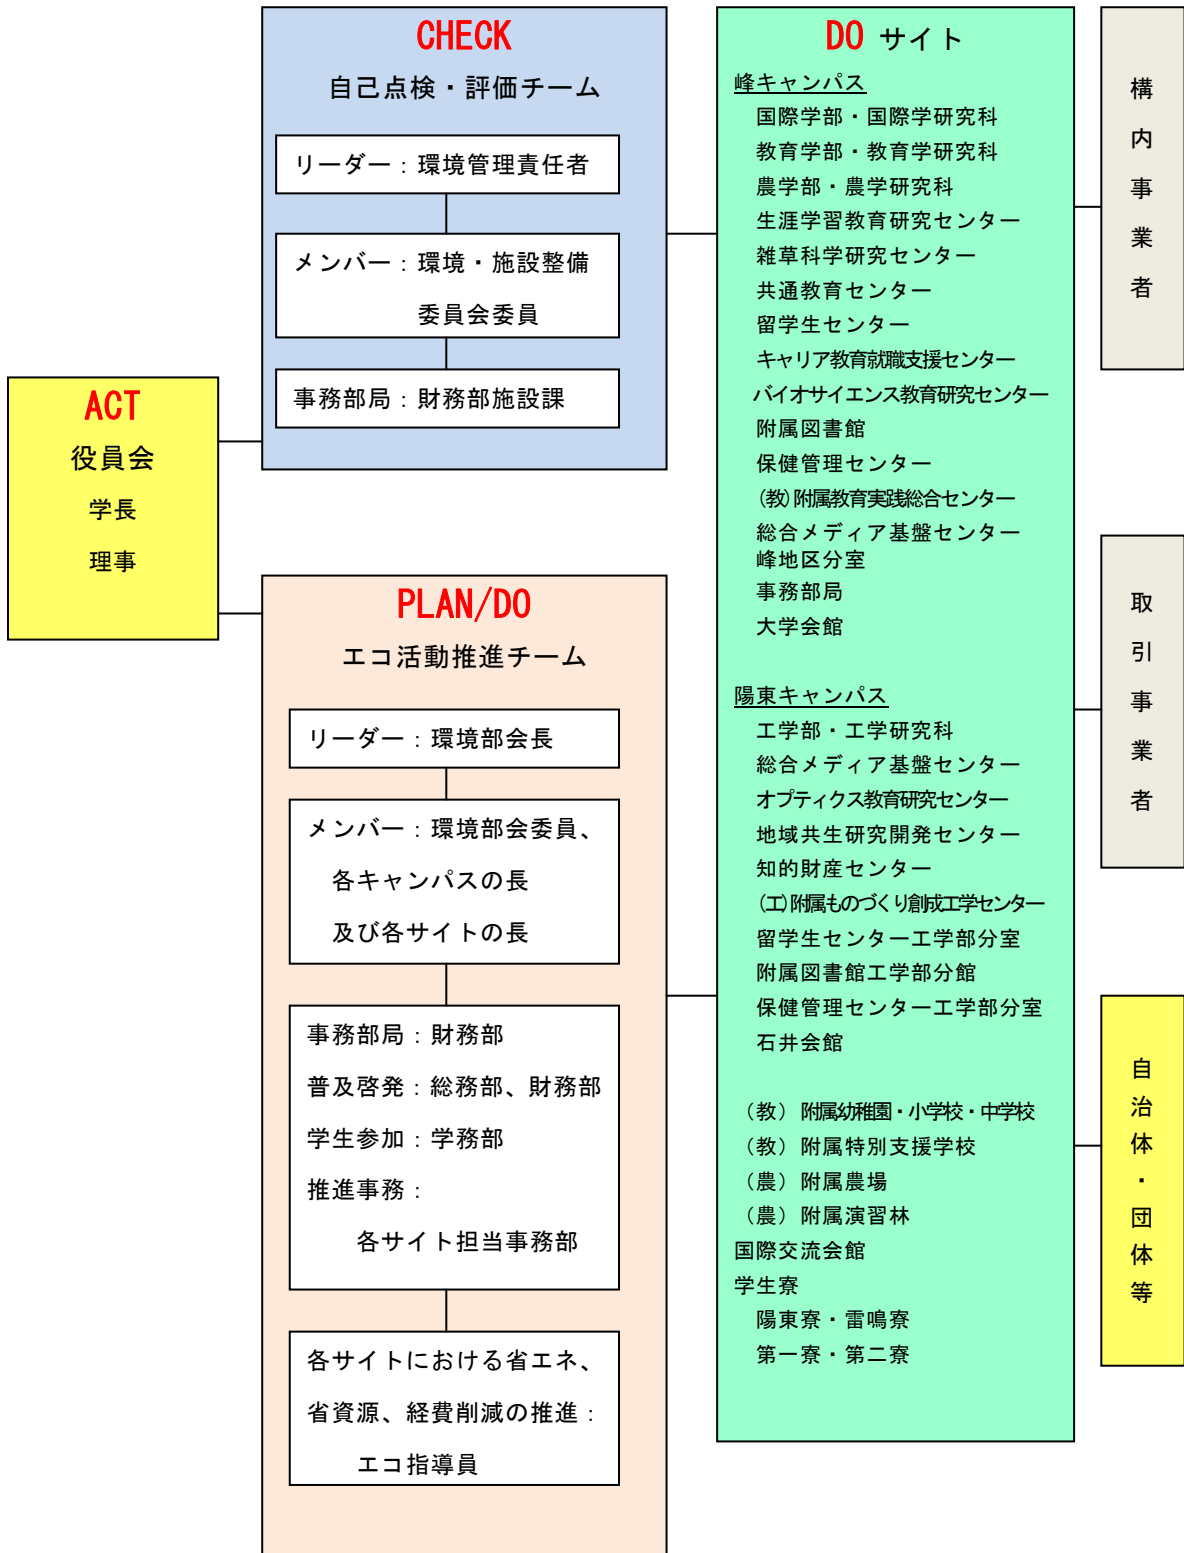 ACT
役員会
学長
理事
CHECK
自己点検・評価チーム
リーダー：環境管理責任者
メンバー：環境・施設整備
委員会委員
事務部局：財務部施設課
PLAN/DO
エコ活動推進チーム
リーダー：環境部会長
メンバー：環境部会委員、
各キャンパスの長
及び各サイトの長
事務部局：財務部
普及啓発：総務部、財務部
学生参加：学務部
推進事務：
各サイト担当事務部
各サイトにおける省エネ、
省資源、経費削減の推進：
エコ指導員
DO サイト
峰キャンパス
国際学部・国際学研究科
教育学部・教育学研究科
農学部・農学研究科
生涯学習教育研究センター
雑草科学研究センター
共通教育センター
留学生センター
キャリア教育就職支援センター
バイオサイエンス教育研究センター
附属図書館
保健管理センター
（教）附属教育実践総合センター
総合メディア基盤センター
峰地区分室
事務部局
大学会館
陽東キャンパス
工学部・工学研究科
総合メディア基盤センター
オプティクス教育研究センター
地域共生研究開発センター
知的財産センター
（工）附属ものづくり創成工学センター
留学生センター工学部分室
附属図書館工学部分館
保健管理センター工学部分室
石井会館
（教）附属幼稚園・小学校・中学校
（教）附属特別支援学校
（農）附属農場
（農）附属演習林
国際交流会館
学生寮
陽東寮・雷鳴寮
第一寮・第二寮
構内事業者
取引事業者
自治体・団体等